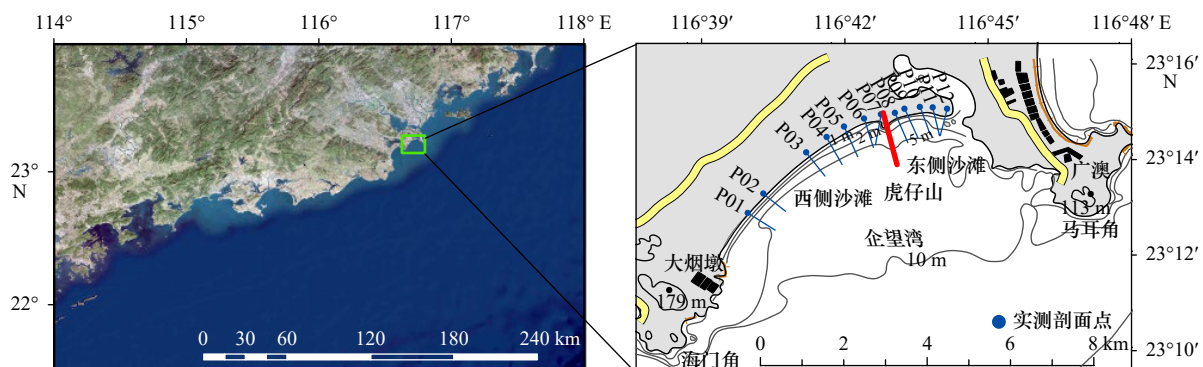 114°
115°
116°
117°
118° E
23°
N
22°
0
30
60
120
180
240 km
116°39′
116°42′
116°45′
116°48′ E
23°16′
N
23°14′
23°12′
23°10′
P01
P02
P03
P04
P05
P06
P07
P08
1 m
2 m
5 m
东侧沙滩
西侧沙滩
虎仔山
企望湾
10 m
广澳
113 m
马耳角
大烟墩
179 m
海门角
实测剖面点
0
2
4
6
8 km